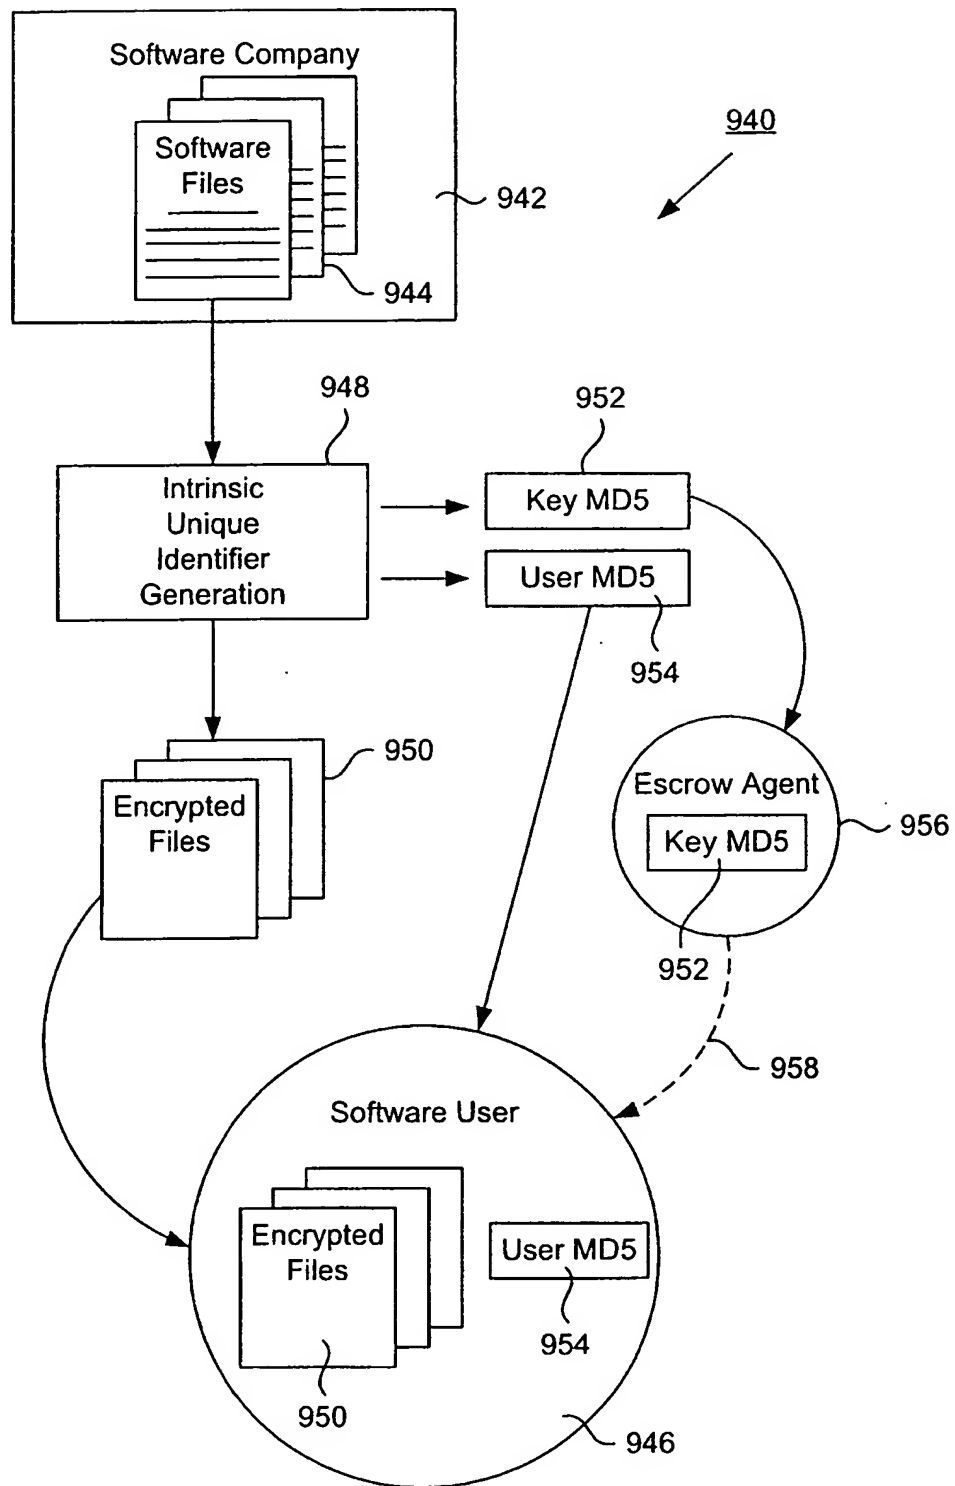 Software Company
940
Software
Files
942
944
948
952
Intrinsic
Unique
Identifier
Generation
Key MD5
User MD5
954
950
Encrypted
Files
Escrow Agent
956
Key MD5
952
958
Software User
Encrypted
Files
User MD5
954
950
946